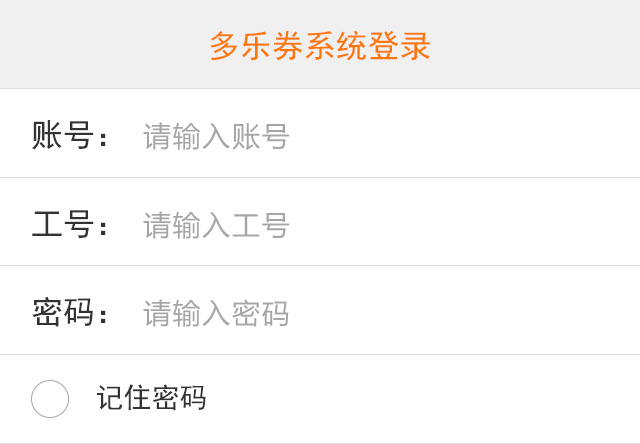 多乐券系统登录
账号： 请输入账号
工号： 请输入工号
密码： 请输入密码
记住密码